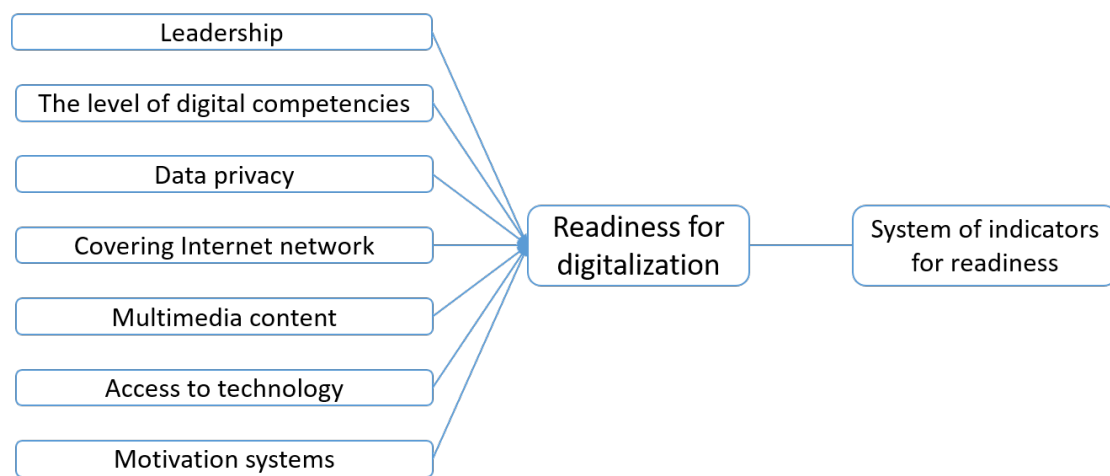 Leadership
The level of digital competencies
Data privacy
Covering Internet network
Multimedia content
Access to technology
Motivation systems
Readiness for
digitalization
System of indicators
for readiness